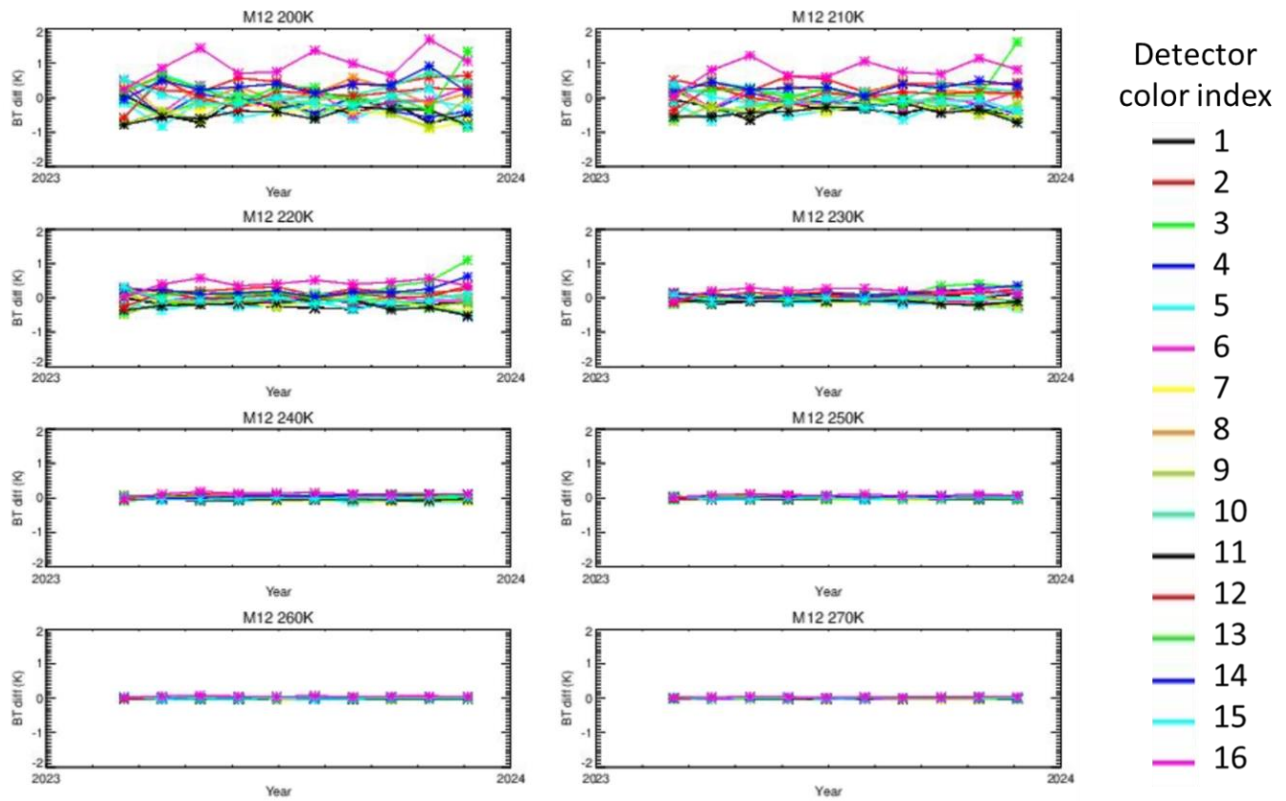 M12 200K
2
1
0
-1
-2
BT diff (K)
2023
2024
Year
M12 210K
2
1
0
-1
-2
BT diff (K)
2023
2024
Year
M12 220K
2
1
0
-1
-2
BT diff (K)
2023
2024
Year
M12 230K
2
1
0
-1
-2
BT diff (K)
2023
2024
Year
M12 240K
2
1
0
-1
-2
BT diff (K)
2023
2024
Year
M12 250K
2
1
0
-1
-2
BT diff (K)
2023
2024
Year
M12 260K
2
1
0
-1
-2
BT diff (K)
2023
2024
Year
M12 270K
2
1
0
-1
-2
BT diff (K)
2023
2024
Year
Detector
color index
1
2
3
4
5
6
7
8
9
10
11
12
13
14
15
16